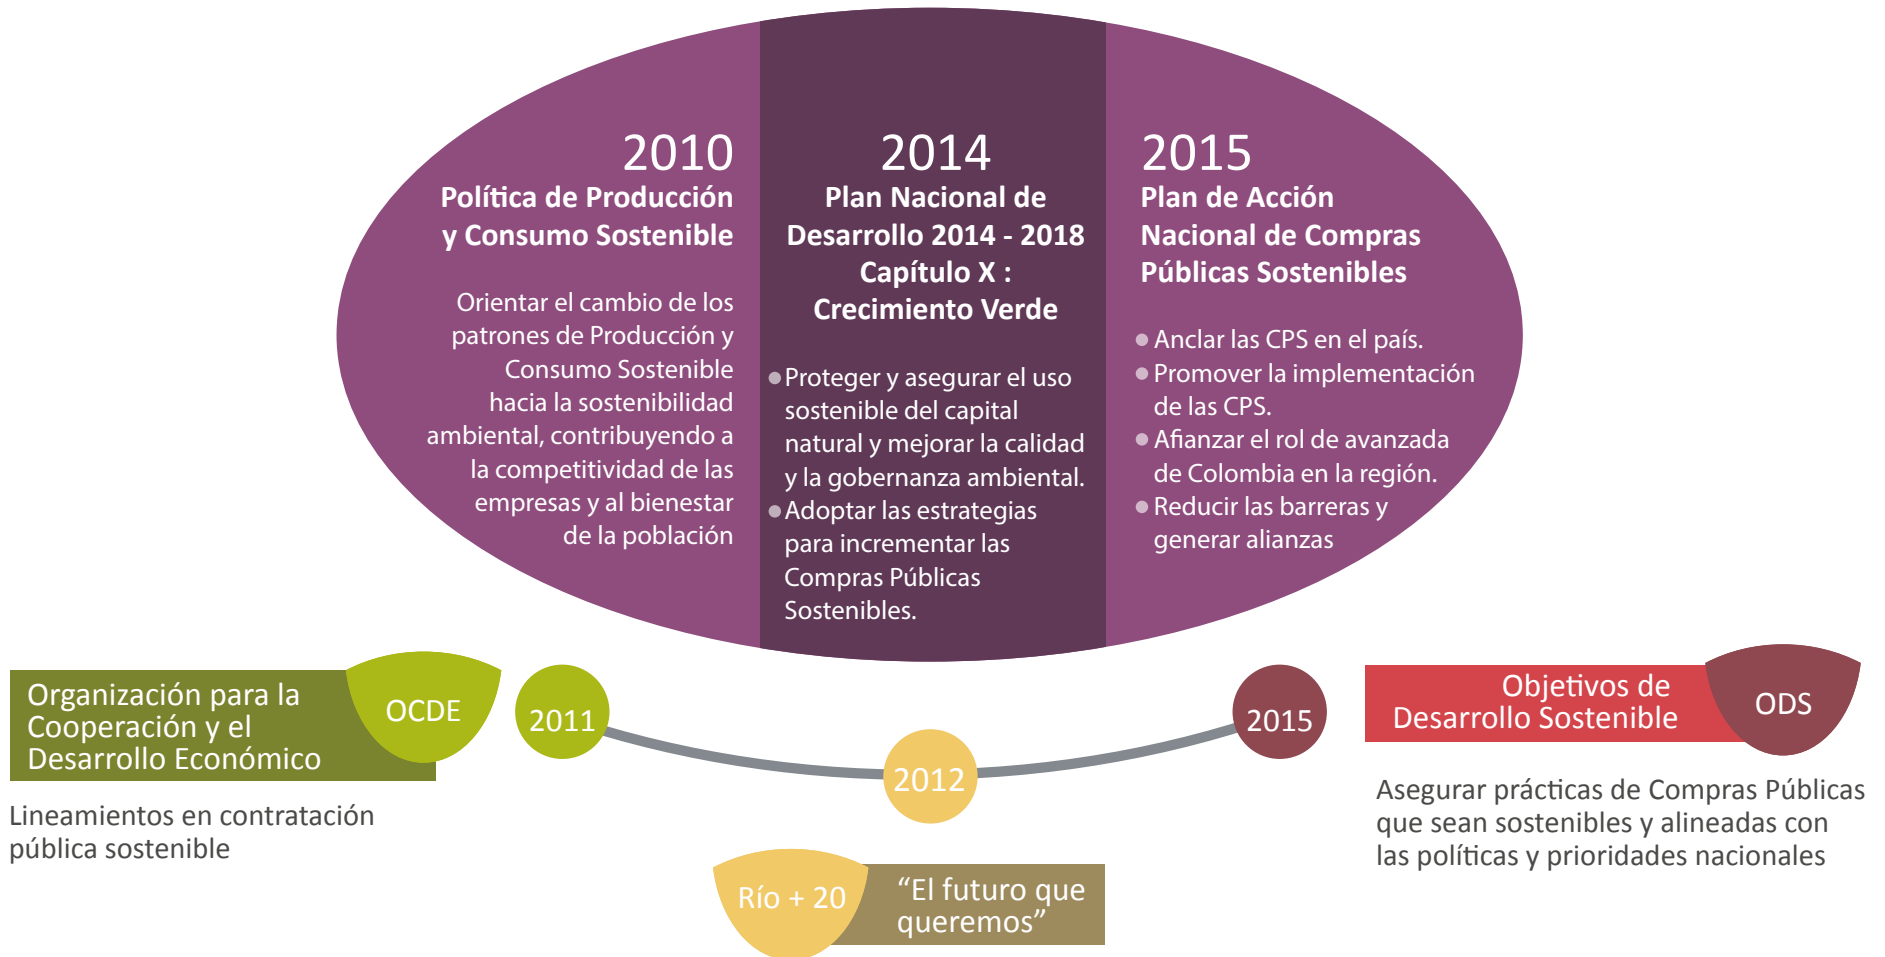 2010
Política de Producción
y Consumo Sostenible
Orientar el cambio de los
patrones de Producción y
Consumo Sostenible
hacia la sostenibilidad
ambiental, contribuyendo a
la competitividad de las
empresas y al bienestar
de la población
2014
Plan Nacional de
Desarrollo 2014 - 2018
Capítulo X :
Crecimiento Verde
Proteger y asegurar el uso
sostenible del capital
natural y mejorar la calidad
y la gobernanza ambiental.
Adoptar las estrategias
para incrementar las
Compras Públicas
Sostenibles.
2015
Plan de Acción
Nacional de Compras
Públicas Sostenibles
Anclar las CPS en el país.
Promover la implementación
de las CPS.
Afianzar el rol de avanzada
de Colombia en la región.
Reducir las barreras y
generar alianzas
Organización para la
Cooperación y el
Desarrollo Económico
OCDE
Lineamientos en contratación
pública sostenible
2011
2012
Río + 20
“El futuro que
queremos”
2015
Objetivos de
Desarrollo Sostenible
ODS
Asegurar prácticas de Compras Públicas
que sean sostenibles y alineadas con
las políticas y prioridades nacionales